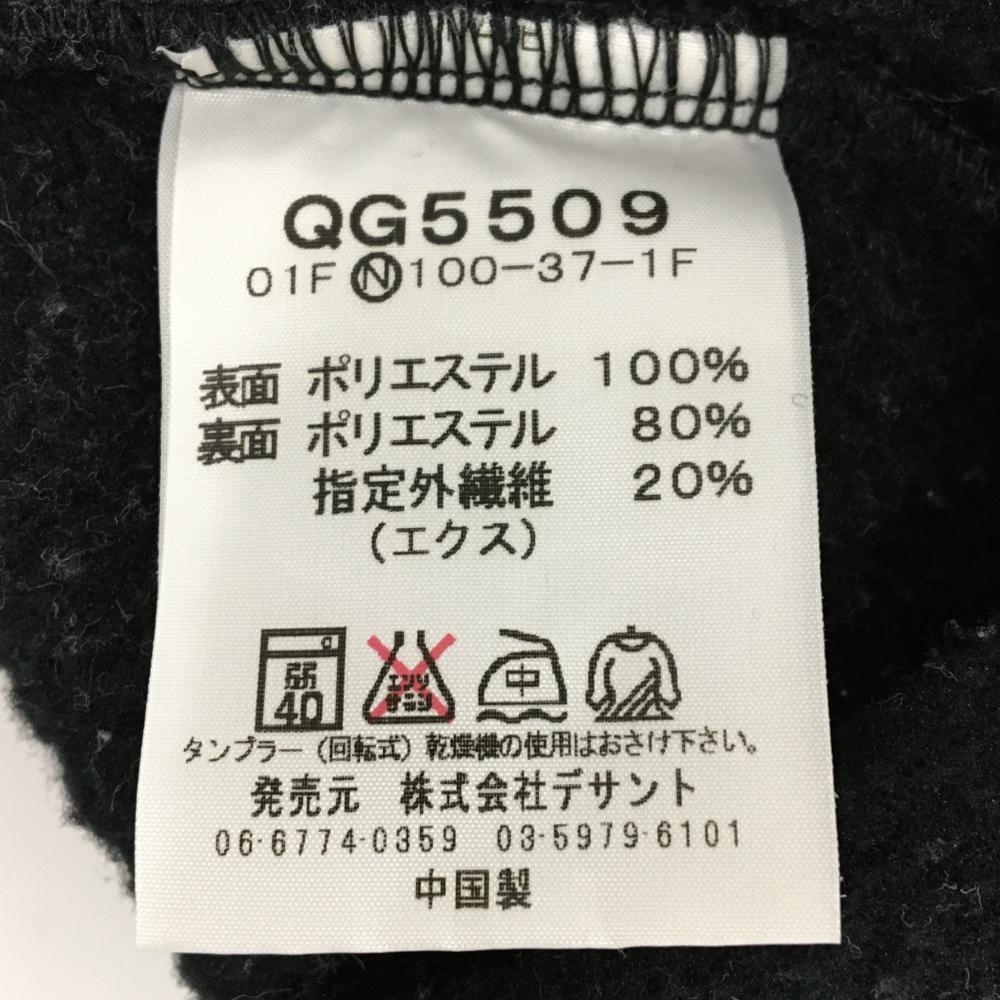 QG5509
01F Ⓝ100-37-1F
表面 ポリエステル 100%
裏面 ポリエステル 80%
指定外繊維 20%
(エクス)
弱
40
エンソ
サラシ
中
タンブラー(回転式)乾燥機の使用はおさけ下さい。
発売元 株式会社デサント
06-6774-0359 03-5979-6101
中国製